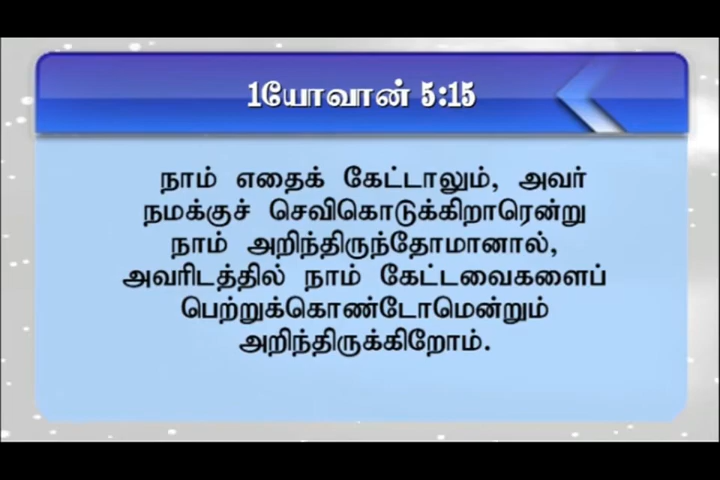 1யோவான் 5:15
நாம் எதைக் கேட்டாலும், அவர்
நமக்குச் செவிகொடுக்கிறாரென்று
நாம் அறிந்திருந்தோமானால்,
அவரிடத்தில் நாம் கேட்டவைகளைப்
பெற்றுக்கொண்டோமென்றும்
அறிந்திருக்கிறோம்.